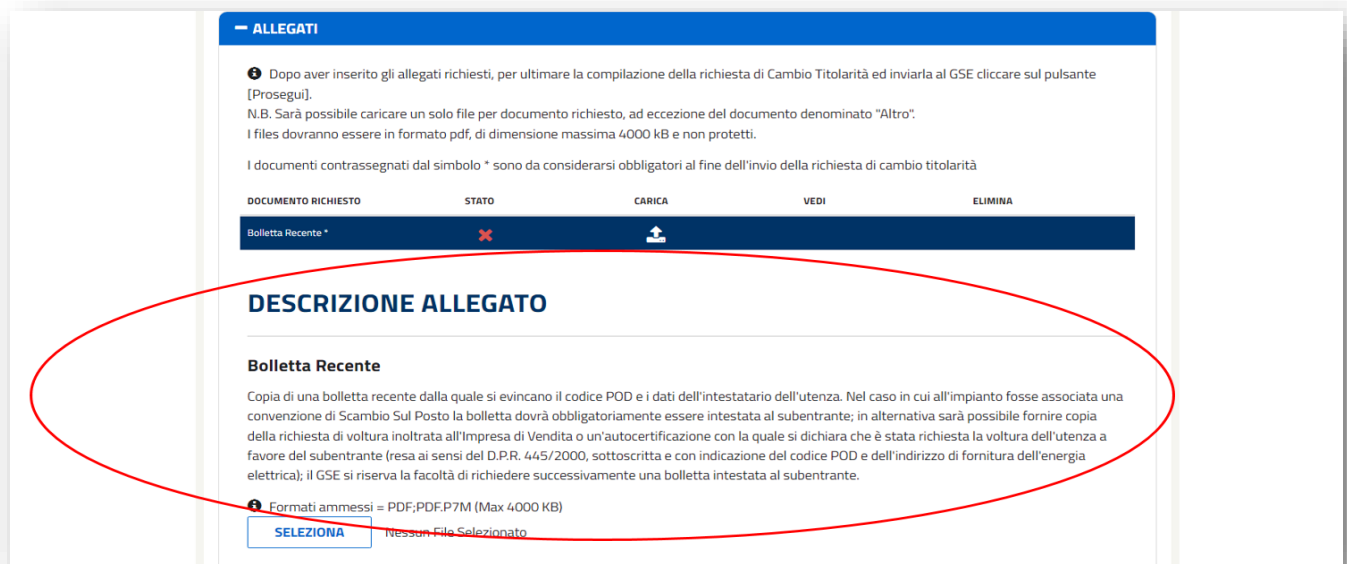 ALLEGATI
Dopo aver inserito gli allegati richiesti, per ultimare la compilazione della richiesta di Cambio Titolarità ed inviarla al GSE cliccare sul pulsante
[Prosegui].
N.B. Sarà possibile caricare un solo file per documento richiesto, ad eccezione del documento denominato "Altro".
I files dovranno essere in formato pdf, di dimensione massima 4000 kB e non protetti.
I documenti contrassegnati dal simbolo * sono da considerarsi obbligatori al fine dell'invio della richiesta di cambio titolarità
DOCUMENTO RICHIESTO STATO CARICA VEDI ELIMINA
Bolletta Recente *
DESCRIZIONE ALLEGATO
Bolletta Recente
Copia di una bolletta recente dalla quale si evincano il codice POD e i dati dell'intestatario dell'utenza. Nel caso in cui all'impianto fosse associata una
convenzione di Scambio Sul Posto la bolletta dovrà obbligatoriamente essere intestata al subentrante; in alternativa sarà possibile fornire copia
della richiesta di voltura inoltrata all'Impresa di Vendita o un'autocertificazione con la quale si dichiara che è stata richiesta la voltura dell'utenza a
favore del subentrante (resa ai sensi del D.P.R. 445/2000, sottoscritta e con indicazione del codice POD e dell'indirizzo di fornitura dell'energia
elettrica); il GSE si riserva la facoltà di richiedere successivamente una bolletta intestata al subentrante.
Formati ammessi = PDF;PDF.P7M (Max 4000 KB)
SELEZIONA Nessun File Selezionato